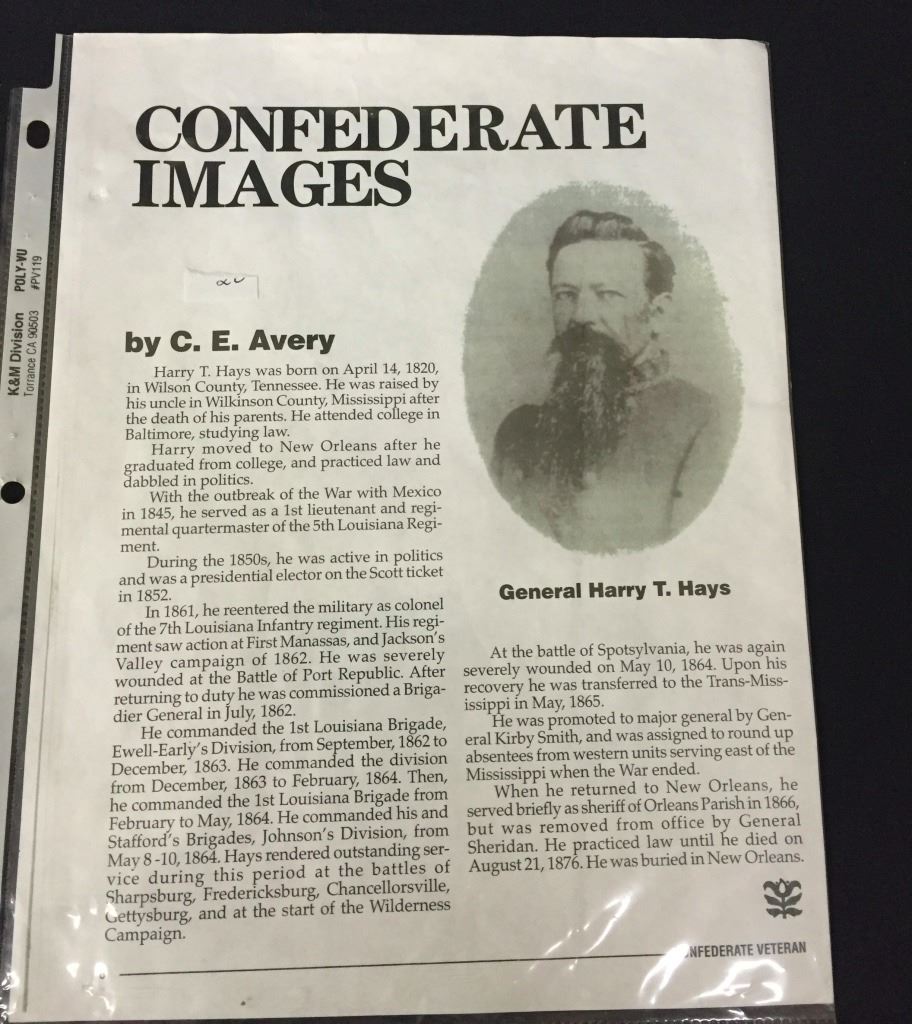 CONFEDERATE
IMAGES
K&M Division POLY-VU
Torrance CA 90503 #PV119
by C. E. Avery
Harry T. Hays was born on April 14, 1820,
in Wilson County, Tennessee. He was raised by
his uncle in Wilkinson County, Mississippi after
the death of his parents. He attended college in
Baltimore, studying law.
Harry moved to New Orleans after he
graduated from college, and practiced law and
dabbled in politics.
With the outbreak of the War with Mexico
in 1845, he served as a 1st lieutenant and regi-
mental quartermaster of the 5th Louisiana Regi-
ment.
During the 1850s, he was active in politics
and was a presidential elector on the Scott ticket
in 1852.
In 1861, he reentered the military as colonel
of the 7th Louisiana Infantry regiment. His regi-
ment saw action at First Manassas, and Jackson's
Valley campaign of 1862. He was severely
wounded at the Battle of Port Republic. After
returning to duty he was commissioned a Briga-
dier General in July, 1862.
He commanded the 1st Louisiana Brigade,
Ewell-Early's Division, from September, 1862 to
December, 1863. He commanded the division
from December, 1863 to February, 1864. Then,
he commanded the 1st Louisiana Brigade from
February to May, 1864. He commanded his and
Stafford's Brigades, Johnson's Division, from
May 8 -10, 1864. Hays rendered outstanding ser-
vice during this period at the battles of
Sharpsburg, Fredericksburg, Chancellorsville,
Gettysburg, and at the start of the Wilderness
Campaign.
General Harry T. Hays
At the battle of Spotsylvania, he was again
severely wounded on May 10, 1864. Upon his
recovery he was transferred to the Trans-Miss-
issippi in May, 1865.
He was promoted to major general by Gen-
eral Kirby Smith, and was assigned to round up
absentees from western units serving east of the
Mississippi when the War ended.
When he returned to New Orleans, he
served briefly as sheriff of Orleans Parish in 1866,
but was removed from office by General
Sheridan. He practiced law until he died on
August 21, 1876. He was buried in New Orleans.
NFEDERATE VETERAN